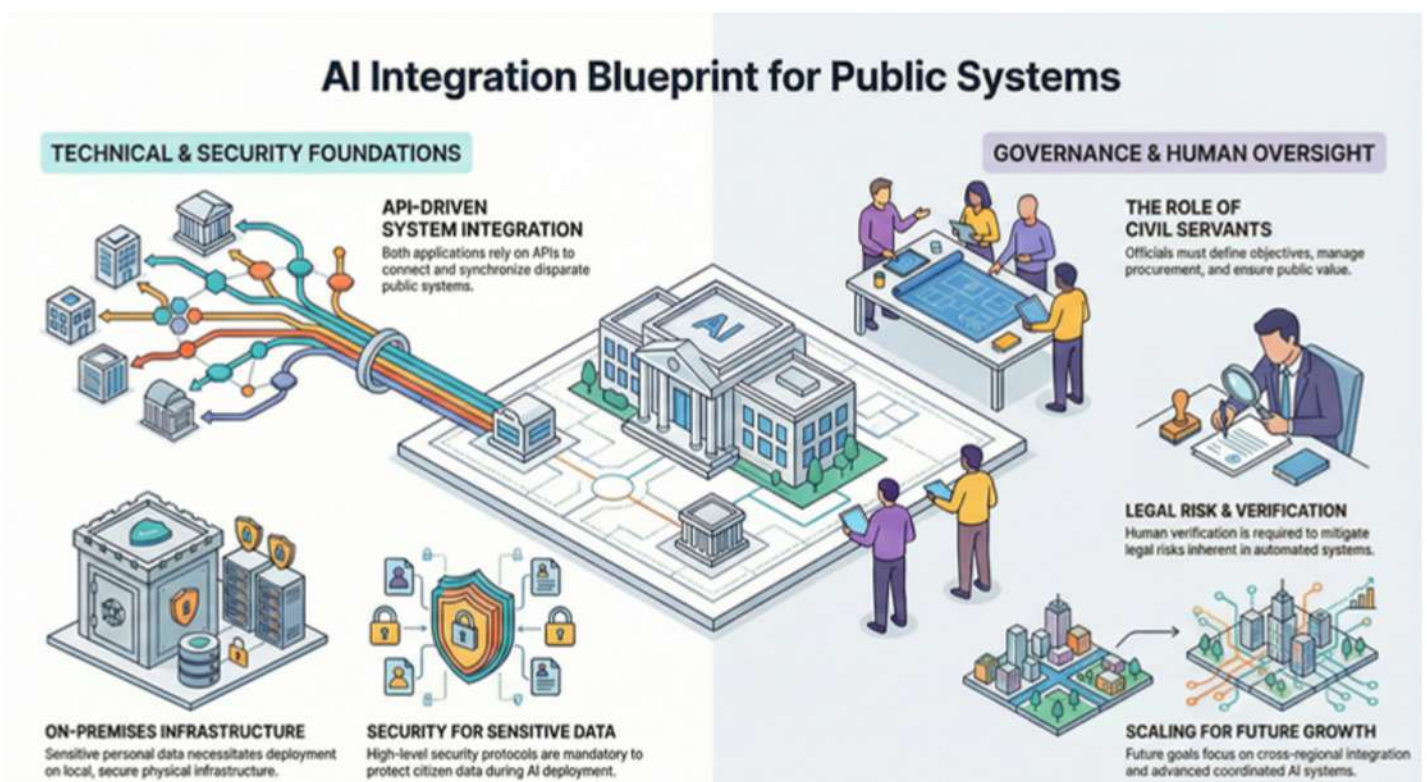 AI Integration Blueprint for Public Systems
TECHNICAL & SECURITY FOUNDATIONS
API-DRIVEN
SYSTEM INTEGRATION
Both applications rely on APIs to
connect and synchronize disparate
public systems.
AI
ON-PREMISES INFRASTRUCTURE
Sensitive personal data necessitates deployment
on local, secure physical infrastructure.
SECURITY FOR SENSITIVE DATA
High-level security protocols are mandatory to
protect citizen data during AI deployment.
GOVERNANCE & HUMAN OVERSIGHT
THE ROLE OF
CIVIL SERVANTS
Officials must define objectives, manage
procurement, and ensure public value.
LEGAL RISK & VERIFICATION
Human verification is required to mitigate
legal risks inherent in automated systems.
SCALING FOR FUTURE GROWTH
Future goals focus on cross-regional integration
and advanced coordinated AI systems.